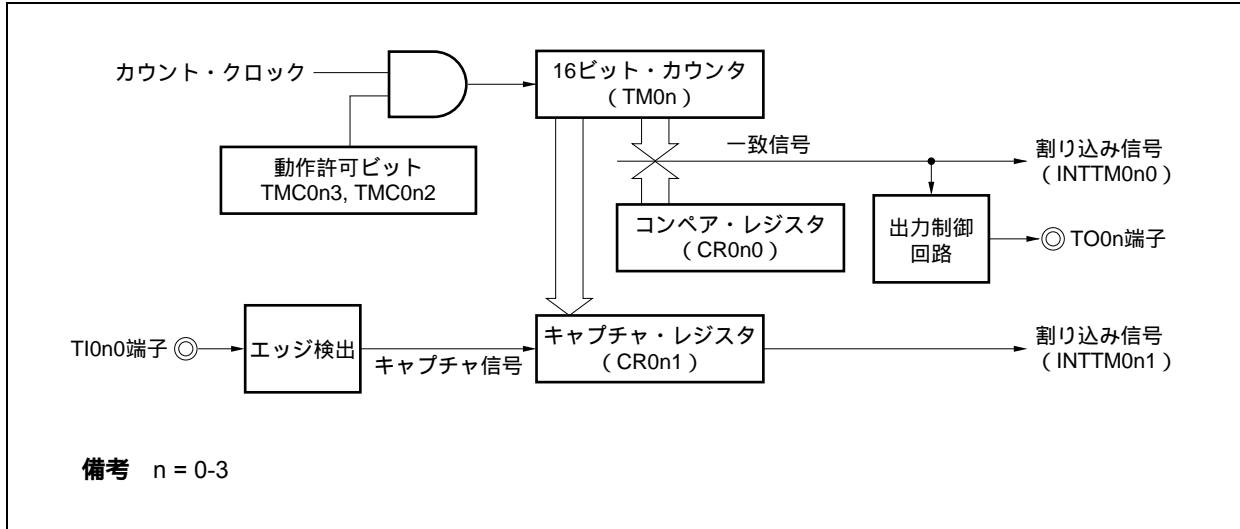 カウント・クロック
16ビット・カウンタ
（TM0n）
動作許可ビット
TMC0n3, TMC0n2
一致信号
割り込み信号
（INTTM0n0）
コンペア・レジスタ
（CR0n0）
出力制御
回路
TO0n端子
TI0n0端子
エッジ検出
キャプチャ信号
キャプチャ・レジスタ
（CR0n1）
割り込み信号
（INTTM0n1）
備考 n = 0-3